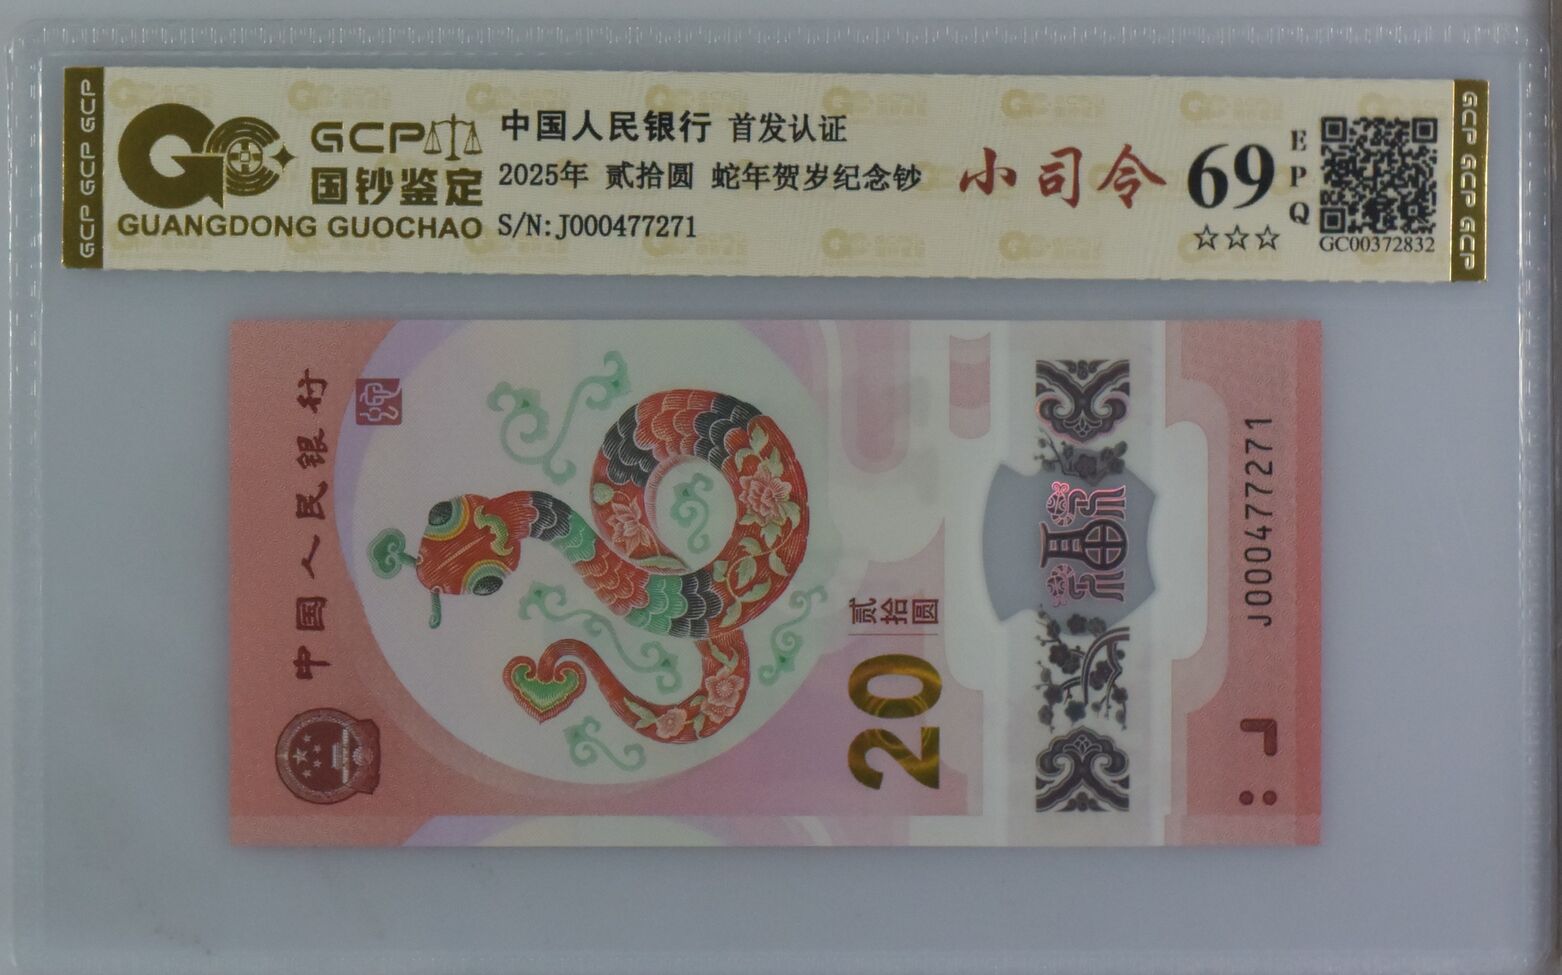 GCP GCP GCP
GCP
国钞鉴定
GUANGDONG GUOCHAO
中国人民银行 首发认证
2025年 贰拾圆 蛇年贺岁纪念钞
S/N:J000477271
小司令
69
EPQ
☆☆☆
GC00372832
GCP GCP GCP
中国人民银行
贰拾圆
20
福
J000477271